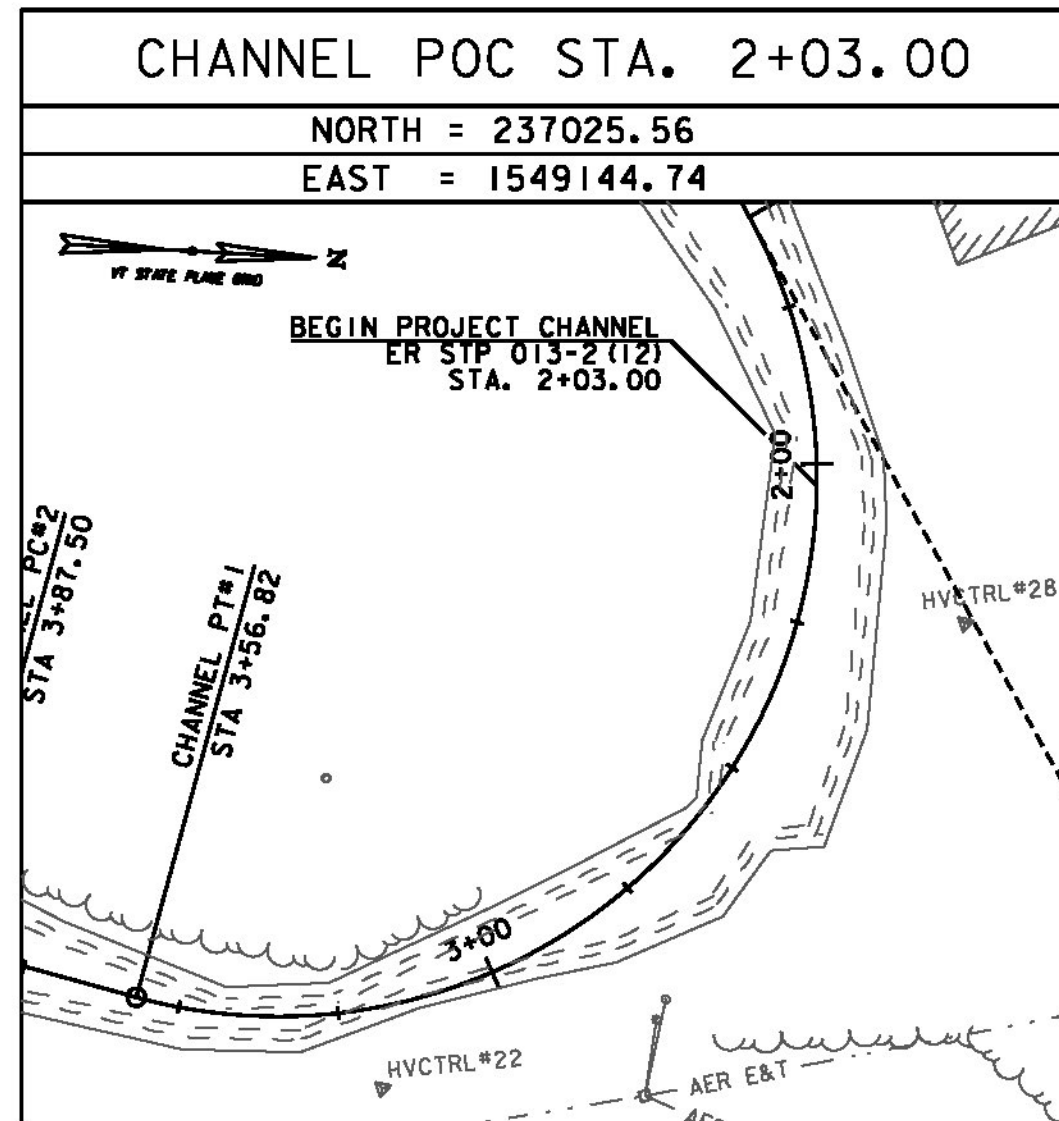 CHANNEL POC STA. 2+03.00
NORTH = 237025.56
EAST = 1549144.74
N
VT STATE PLANE GRID
BEGIN PROJECT CHANNEL
ER STP 013-2(12)
STA. 2+03.00
2+00
PC#2
STA 3+87.50
CHANNEL PT#1
STA 3+56.82
HVCTRL#28
3+00
HVCTRL#22
AER E&T